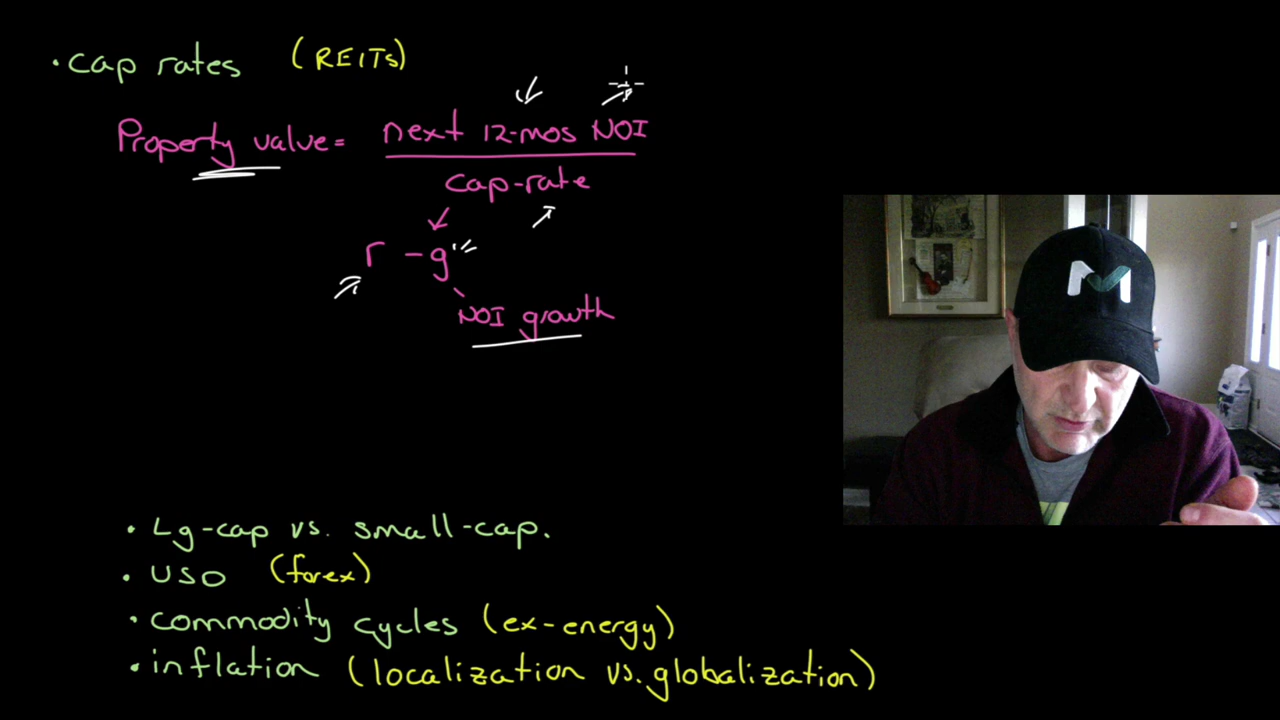 • cap rates (REITs)
Property value = next 12-mos NOI
cap-rate
r - g
NOI growth
• Lg-cap vs. small-cap.
• USD (forex)
• commodity cycles (ex-energy)
• inflation (localization vs. globalization)
M